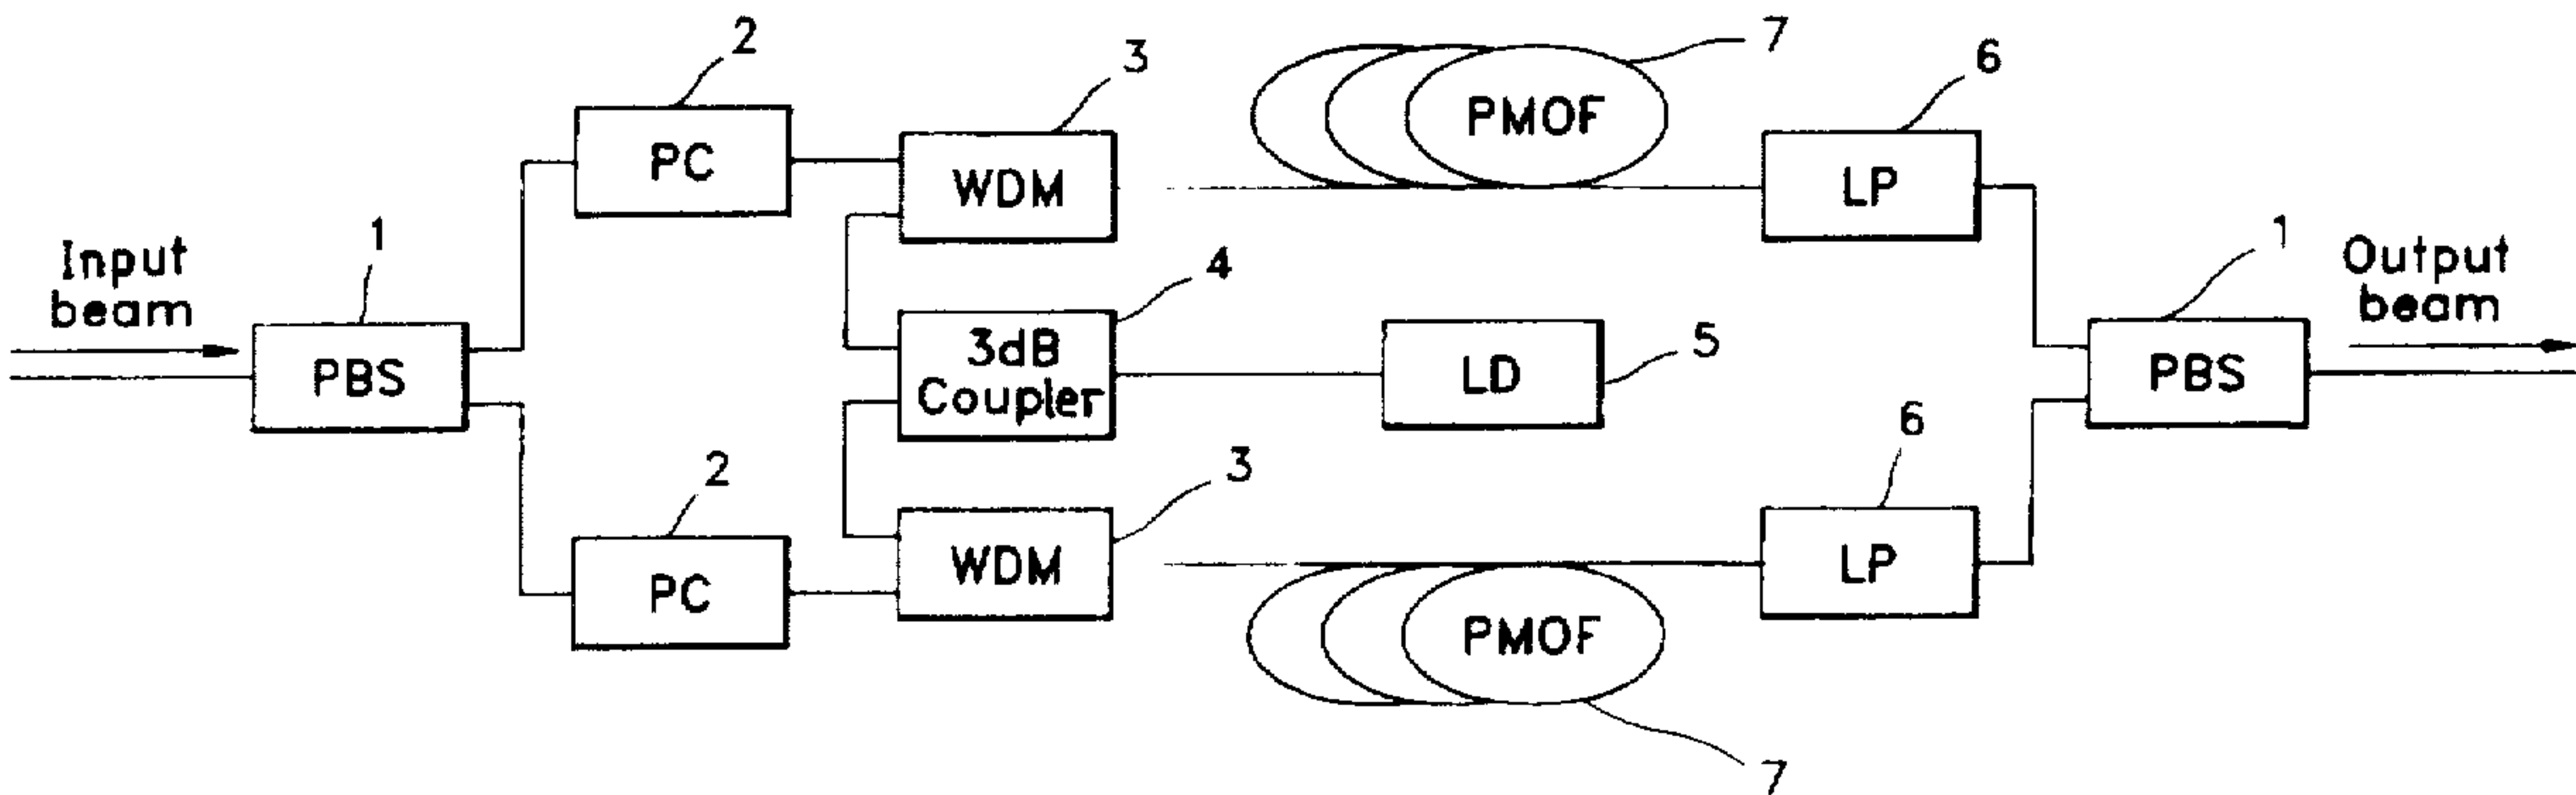 2
PC
3
WDM
7
PMOF
6
LP
Input
beam
1
PBS
4
3dB
Coupler
LD
5
1
PBS
Output
beam
2
PC
3
WDM
PMOF
7
6
LP